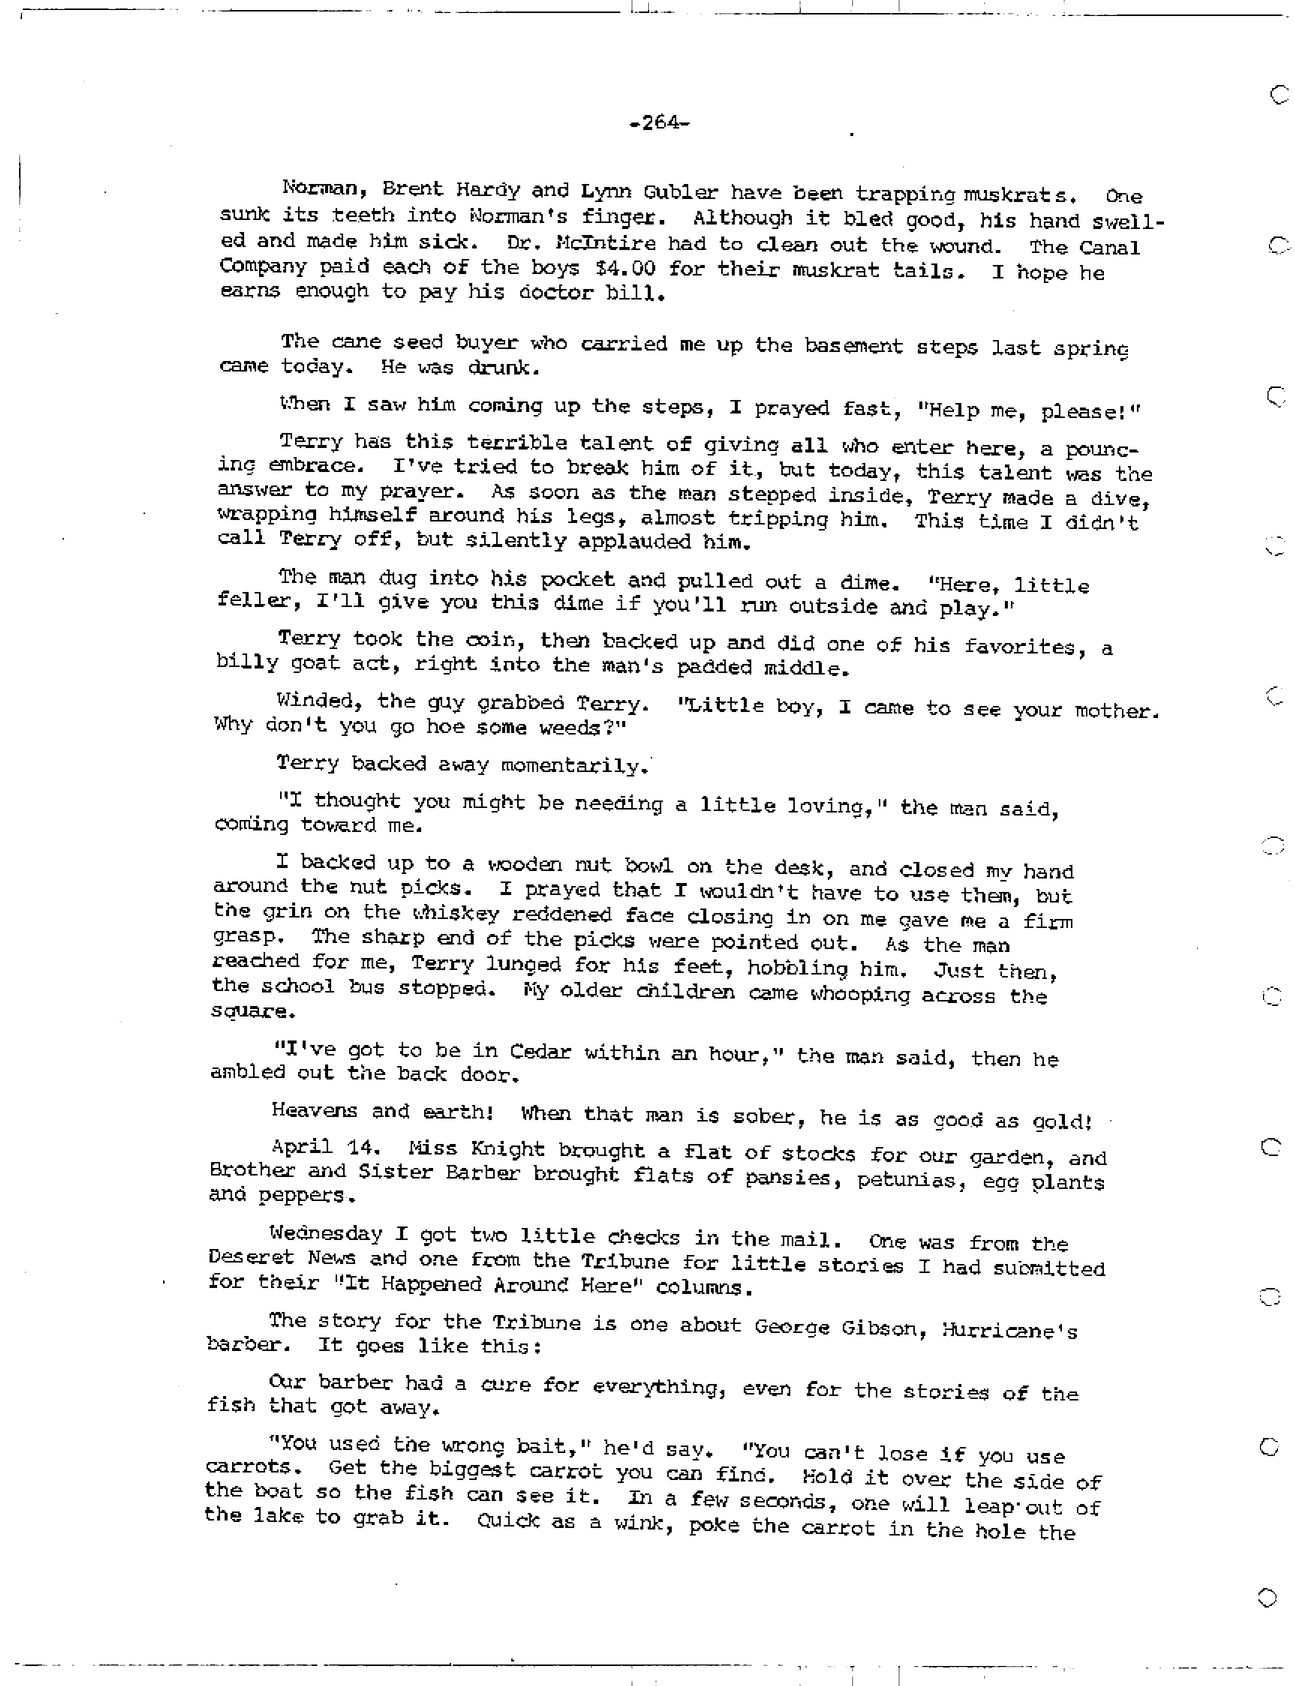 -264-
Norman, Brent Hardy and Lynn Gubler have been trapping muskrats. One
sunk its teeth into Norman's finger. Although it bled good, his hand swell-
ed and made him sick. Dr. McIntire had to clean out the wound. The Canal
Company paid each of the boys $4.00 for their muskrat tails. I hope he
earns enough to pay his doctor bill.
The cane seed buyer who carried me up the basement steps last spring
came today. He was drunk.
When I saw him coming up the steps, I prayed fast, "Help me, please!"
Terry has this terrible talent of giving all who enter here, a pounc-
ing embrace. I've tried to break him of it, but today, this talent was the
answer to my prayer. As soon as the man stepped inside, Terry made a dive,
wrapping himself around his legs, almost tripping him. This time I didn't
call Terry off, but silently applauded him.
The man dug into his pocket and pulled out a dime. "Here, little
feller, I'll give you this dime if you'll run outside and play."
Terry took the coin, then backed up and did one of his favorites, a
billy goat act, right into the man's padded middle.
Winded, the guy grabbed Terry. "Little boy, I came to see your mother.
Why don't you go hoe some weeds?"
Terry backed away momentarily.
"I thought you might be needing a little loving," the man said,
coming toward me.
I backed up to a wooden nut bowl on the desk, and closed my hand
around the nut picks. I prayed that I wouldn't have to use them, but
the grin on the whiskey reddened face closing in on me gave me a firm
grasp. The sharp end of the picks were pointed out. As the man
reached for me, Terry lunged for his feet, hobbling him. Just then,
the school bus stopped. My older children came whooping across the
square.
"I've got to be in Cedar within an hour," the man said, then he
ambled out the back door.
Heavens and earth! When that man is sober, he is as good as gold!
April 14. Miss Knight brought a flat of stocks for our garden, and
Brother and Sister Barber brought flats of pansies, petunias, egg plants
and peppers.
Wednesday I got two little checks in the mail. One was from the
Deseret News and one from the Tribune for little stories I had submitted
for their "It Happened Around Here" columns.
The story for the Tribune is one about George Gibson, Hurricane's
barber. It goes like this:
Our barber had a cure for everything, even for the stories of the
fish that got away.
"You used the wrong bait," he'd say. "You can't lose if you use
carrots. Get the biggest carrot you can find. Hold it over the side of
the boat so the fish can see it. In a few seconds, one will leap out of
the lake to grab it. Quick as a wink, poke the carrot in the hole the